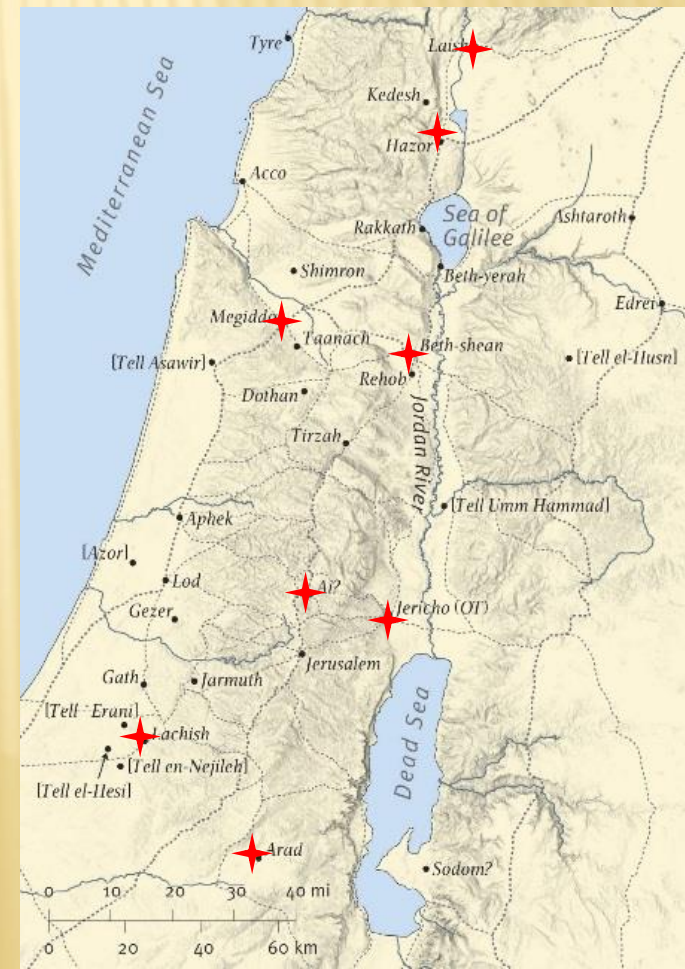 Tyre
Laish
Mediterranean Sea
Kedesh
Hazor
Acco
Rakkath
Sea of
Galilee
Ashtaroth
Shimron
Beth-yerah
Edrei
Megiddo
Taanach
Beth-shean
[Tell Asawir]
Rehob
[Tell el-Husn]
Dothan
Jordan River
Tirzah
[Tell Umm Hammad]
Aphek
[Azor]
Lod
Ai?
Gezer
Jericho (OT)
Jerusalem
Gath
Jarmuth
[Tell Erani]
Lachish
Dead Sea
[Tell en-Nejileh]
[Tell el-Hesi]
Arad
Sodom?
0 10 20 30 40 mi
0 20 40 60 km